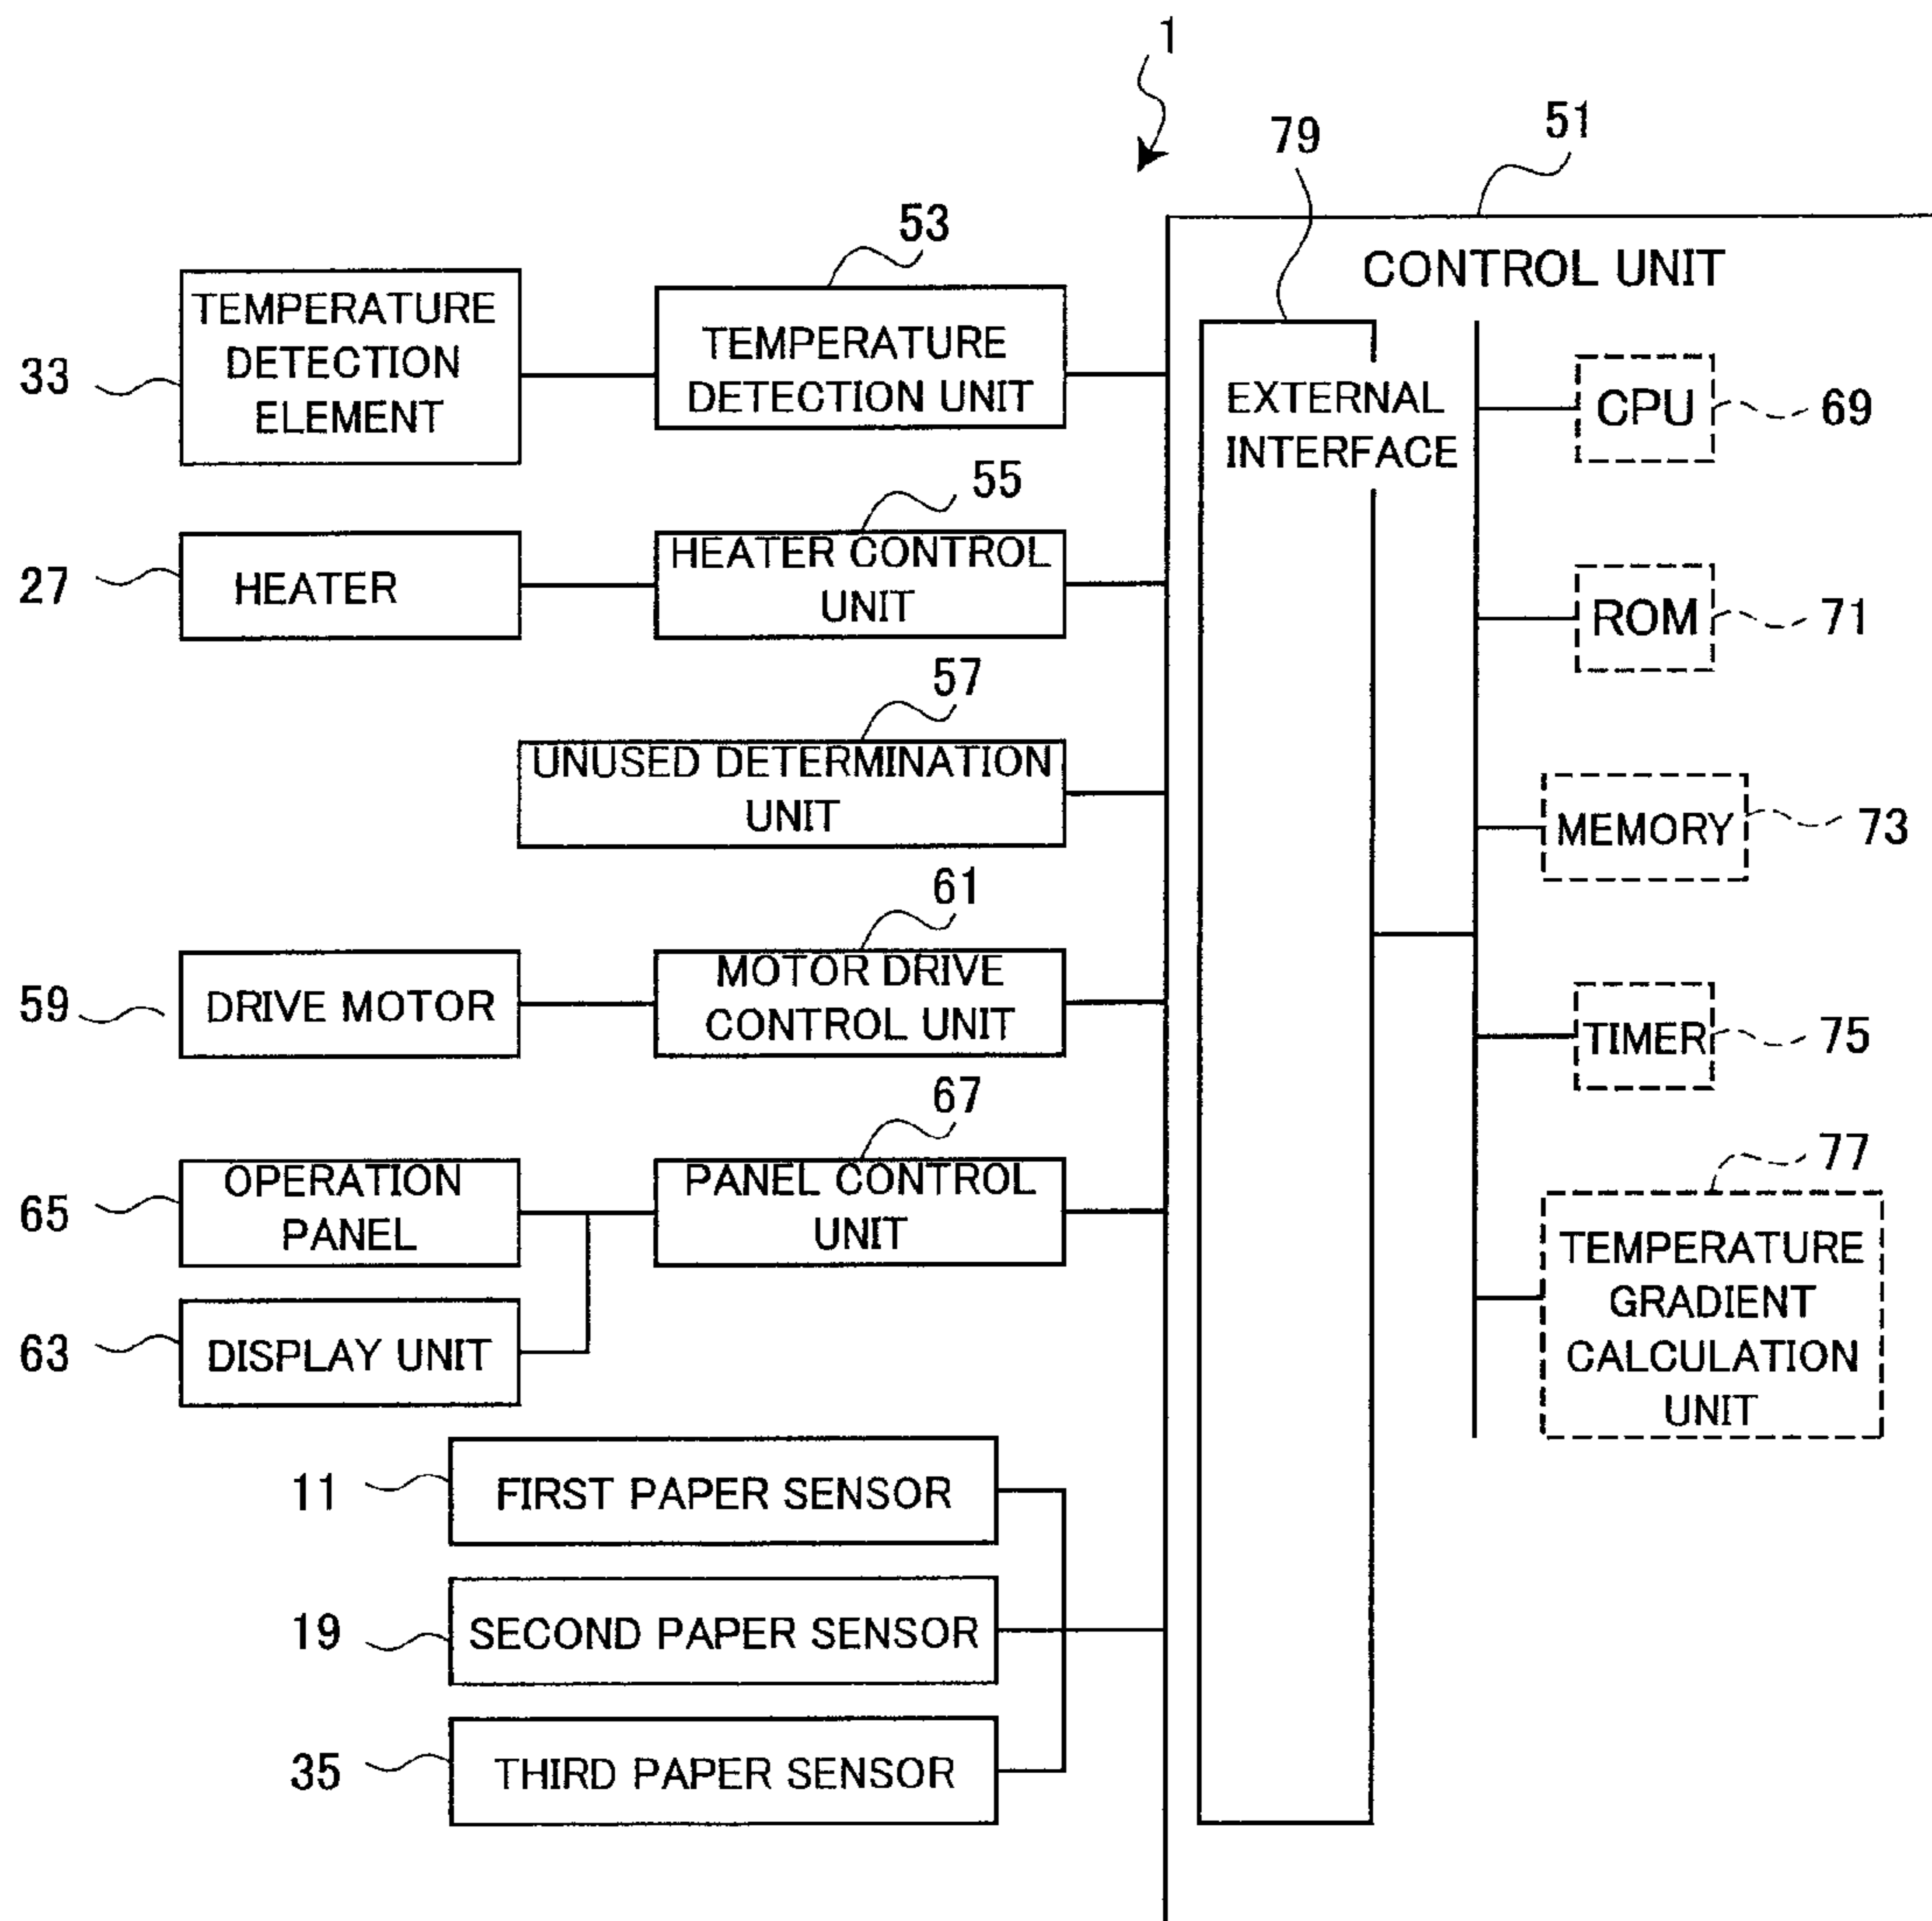 1
79
51
CONTROL UNIT
53
33
TEMPERATURE
DETECTION
ELEMENT
TEMPERATURE
DETECTION UNIT
EXTERNAL
INTERFACE
CPU
69
55
27
HEATER
HEATER CONTROL
UNIT
ROM
71
57
UNUSED DETERMINATION
UNIT
MEMORY
73
61
59
DRIVE MOTOR
MOTOR DRIVE
CONTROL UNIT
TIMER
75
67
65
OPERATION
PANEL
PANEL CONTROL
UNIT
77
TEMPERATURE
GRADIENT
CALCULATION
UNIT
63
DISPLAY UNIT
11
FIRST PAPER SENSOR
19
SECOND PAPER SENSOR
35
THIRD PAPER SENSOR